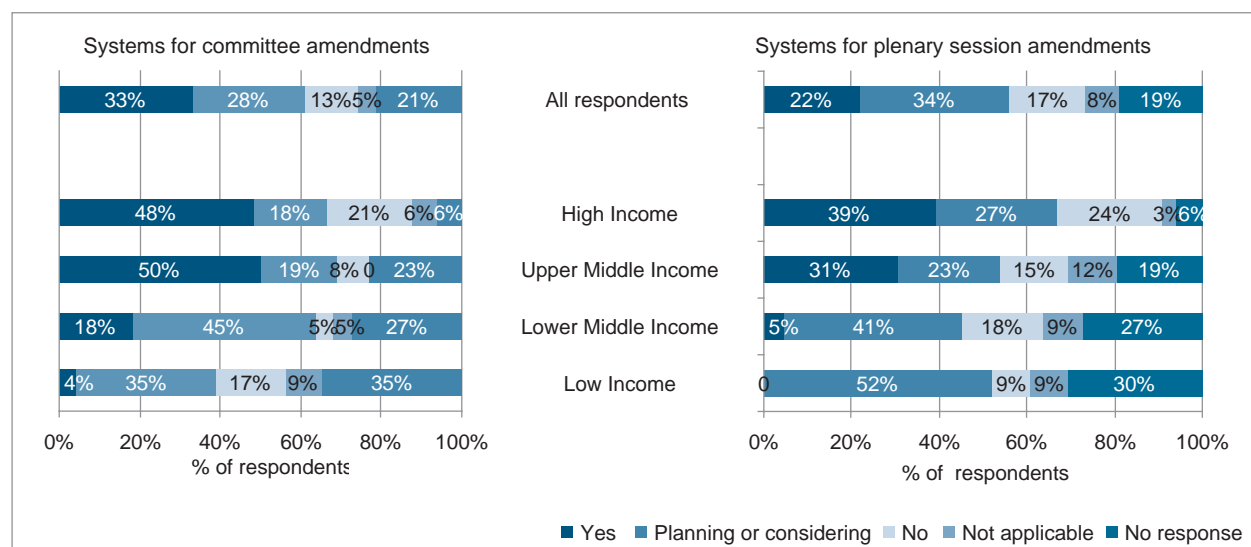 Systems for committee amendments
Systems for plenary session amendments
33% 28% 13% 5% 21%
All respondents
22% 34% 17% 8% 19%
48% 18% 21% 6% 6%
High Income
39% 27% 24% 3% 6%
50% 19% 8% 0 23%
Upper Middle Income
31% 23% 15% 12% 19%
18% 45% 5% 5% 27%
Lower Middle Income
5% 41% 18% 9% 27%
4% 35% 17% 9% 35%
Low Income
0 52% 9% 9% 30%
0% 20% 40% 60% 80% 100%
% of respondents
0% 20% 40% 60% 80% 100%
% of respondents
Yes Planning or considering No Not applicable No response